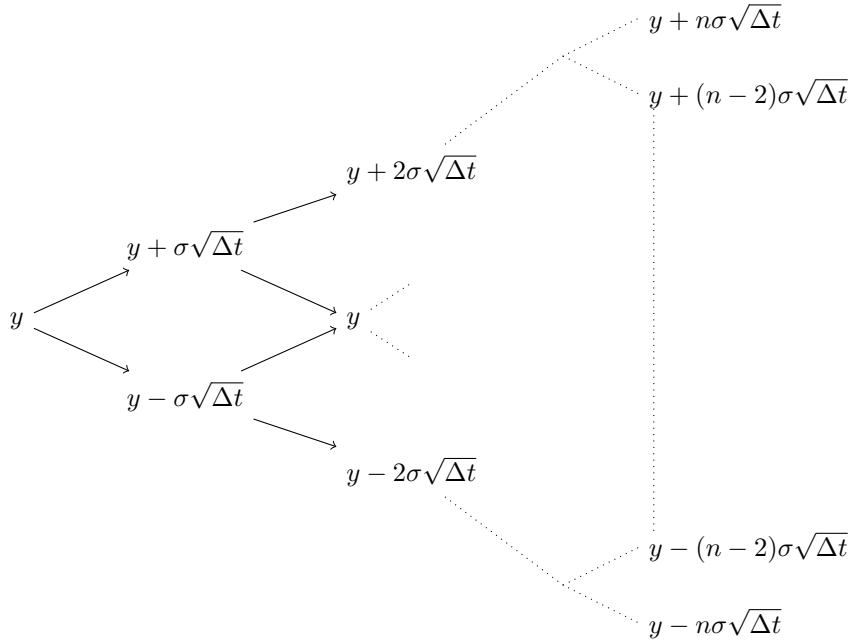 y + nσ√Δt
y + (n − 2)σ√Δt
y + 2σ√Δt
y + σ√Δt
y
y
y − σ√Δt
y − 2σ√Δt
y − (n − 2)σ√Δt
y − nσ√Δt